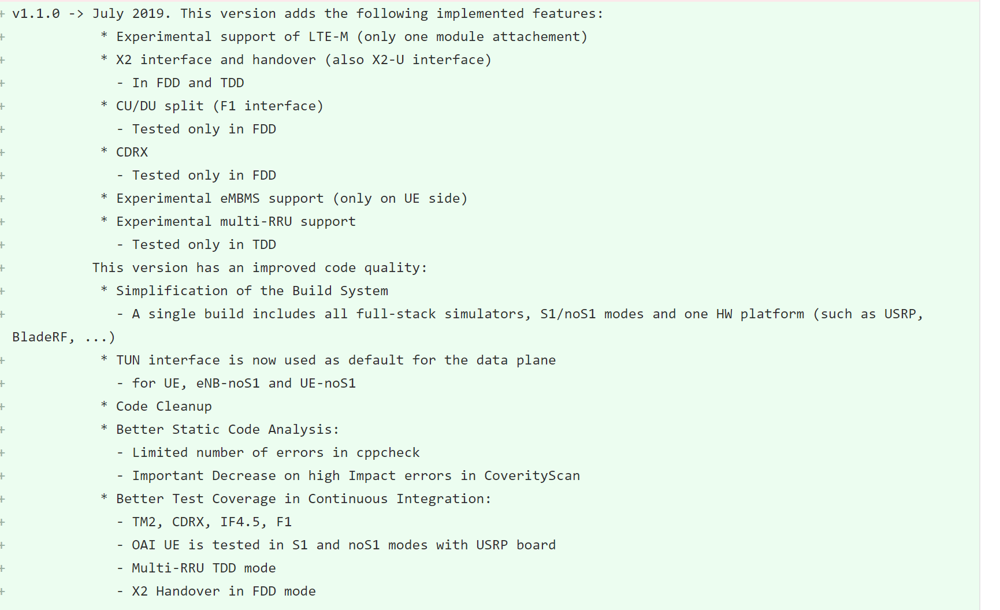 + v1.1.0 -> July 2019. This version adds the following implemented features:
+            * Experimental support of LTE-M (only one module attachement)
+            * X2 interface and handover (also X2-U interface)
+              - In FDD and TDD
+            * CU/DU split (F1 interface)
+              - Tested only in FDD
+            * CDRX
+              - Tested only in FDD
+            * Experimental eMBMS support (only on UE side)
+            * Experimental multi-RRU support
+              - Tested only in TDD
+           This version has an improved code quality:
+            * Simplification of the Build System
+              - A single build includes all full-stack simulators, S1/noS1 modes and one HW platform (such as USRP,
BladeRF, ...)
+            * TUN interface is now used as default for the data plane
+              - for UE, eNB-noS1 and UE-noS1
+            * Code Cleanup
+            * Better Static Code Analysis:
+              - Limited number of errors in cppcheck
+              - Important Decrease on high Impact errors in CoverityScan
+            * Better Test Coverage in Continuous Integration:
+              - TM2, CDRX, IF4.5, F1
+              - OAI UE is tested in S1 and noS1 modes with USRP board
+              - Multi-RRU TDD mode
+              - X2 Handover in FDD mode